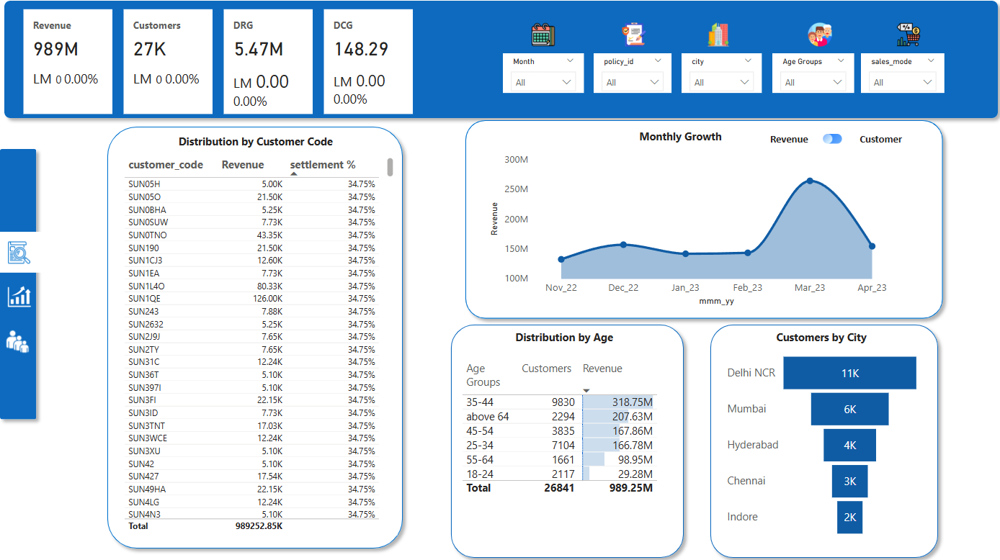 Revenue
989M
LM 0 0.00%
Customers
27K
LM 0 0.00%
DRG
5.47M
LM 0.00
0.00%
DCG
148.29
LM 0.00
0.00%
Month
All
policy_id
All
city
All
Age Groups
All
sales_mode
All
Distribution by Customer Code
customer_code Revenue settlement %
SUN05H 5.00K 34.75%
SUN05O 21.50K 34.75%
SUN0BHA 5.25K 34.75%
SUN0SUW 7.73K 34.75%
SUN0TNO 43.35K 34.75%
SUN190 21.50K 34.75%
SUN1CJ3 12.60K 34.75%
SUN1EA 7.73K 34.75%
SUN1L4O 80.33K 34.75%
SUN1QE 126.00K 34.75%
SUN243 7.88K 34.75%
SUN2632 5.25K 34.75%
SUN2J9J 7.65K 34.75%
SUN2TY 7.65K 34.75%
SUN31C 12.24K 34.75%
SUN36T 5.10K 34.75%
SUN397I 5.10K 34.75%
SUN3FI 22.15K 34.75%
SUN3ID 7.73K 34.75%
SUN3TNT 17.03K 34.75%
SUN3WCE 12.24K 34.75%
SUN3XU 5.10K 34.75%
SUN42 5.10K 34.75%
SUN427 17.54K 34.75%
SUN49HA 22.15K 34.75%
SUN4LG 12.24K 34.75%
SUN4N3 5.10K 34.75%
Total 989252.85K
Monthly Growth
Revenue Customer
300M
250M
200M
150M
100M
Revenue
Nov_22 Dec_22 Jan_23 Feb_23 Mar_23 Apr_23
mmm_yy
Distribution by Age
Age Groups Customers Revenue
35-44 9830 318.75M
above 64 2294 207.63M
45-54 3835 167.86M
25-34 7104 166.78M
55-64 1661 98.95M
18-24 2117 29.28M
Total 26841 989.25M
Customers by City
Delhi NCR 11K
Mumbai 6K
Hyderabad 4K
Chennai 3K
Indore 2K